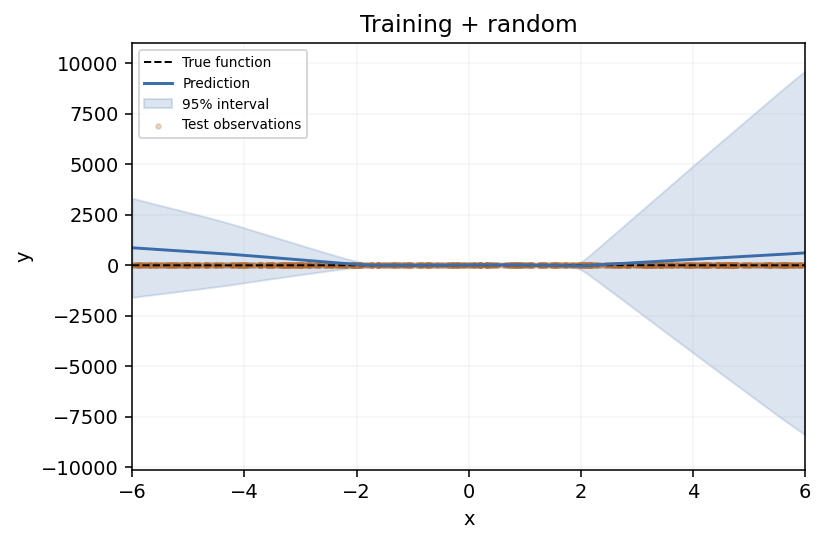 Training + random
10000
7500
5000
2500
0
−2500
−5000
−7500
−10000
y
True function
Prediction
95% interval
Test observations
−6
−4
−2
0
2
4
6
x